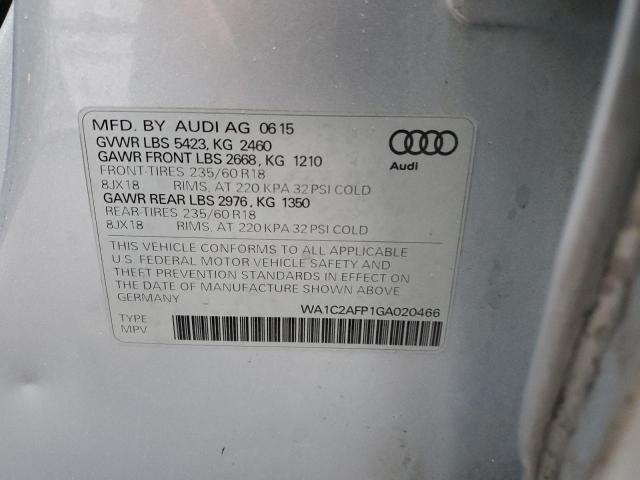 MFD. BY AUDI AG 0615
GVWR LBS 5423, KG 2460
GAWR FRONT LBS 2668, KG 1210
FRONT-TIRES 235/60 R18
8JX18 RIMS, AT 220 KPA 32 PSI COLD
GAWR REAR LBS 2976, KG 1350
REAR-TIRES 235/60 R18
8JX18 RIMS, AT 220 KPA 32 PSI COLD
Audi
THIS VEHICLE CONFORMS TO ALL APPLICABLE
U.S. FEDERAL MOTOR VEHICLE SAFETY AND
THEFT PREVENTION STANDARDS IN EFFECT ON
THE DATE OF MANUFACTURE SHOWN ABOVE
GERMANY
WA1C2AFP1GA020466
TYPE
MPV